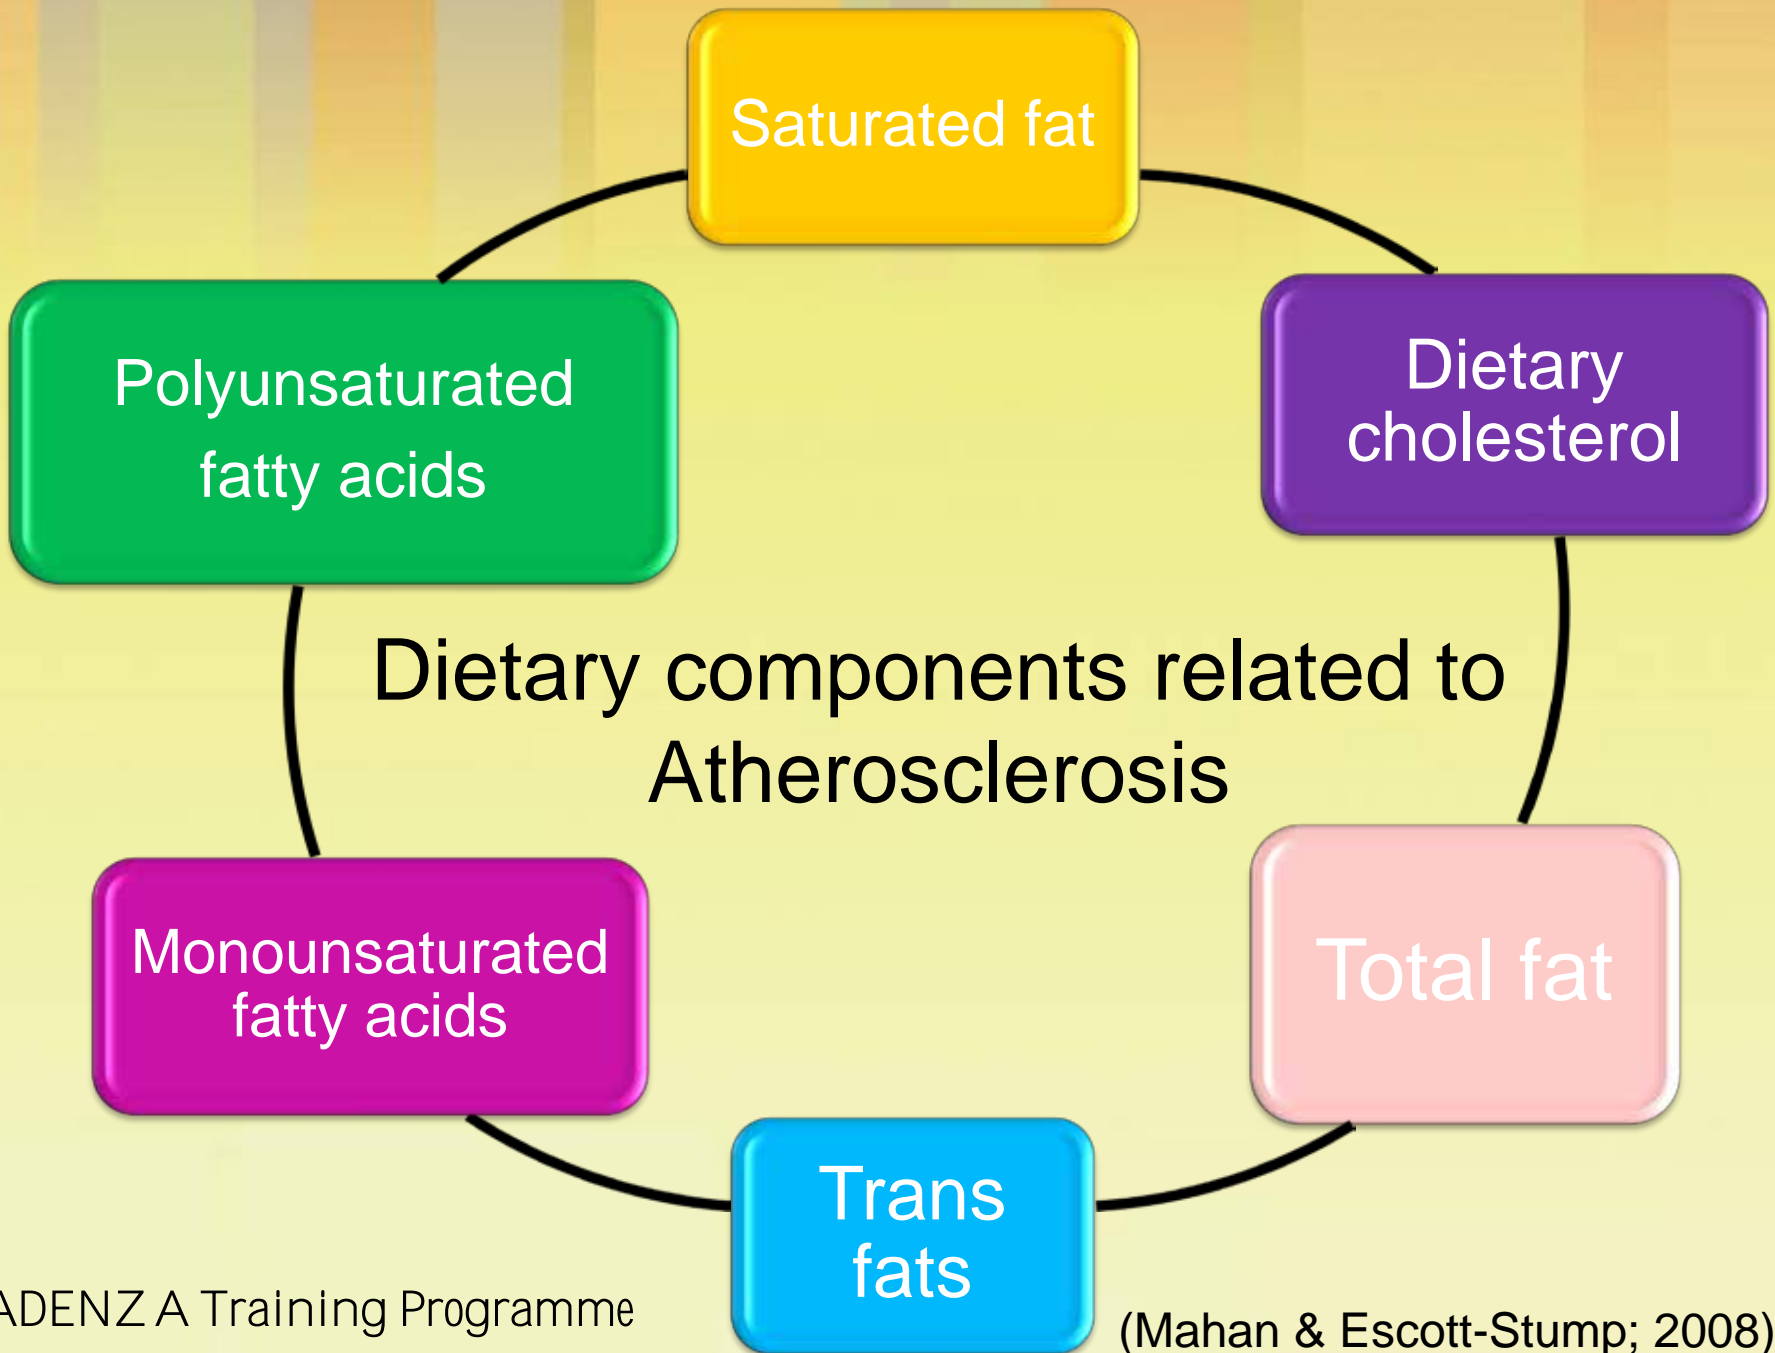 Saturated fat
Dietary
cholesterol
Total fat
Trans
fats
Monounsaturated
fatty acids
Polyunsaturated
fatty acids
Dietary components related to
Atherosclerosis
ADENZA Training Programme
(Mahan & Escott-Stump; 2008)